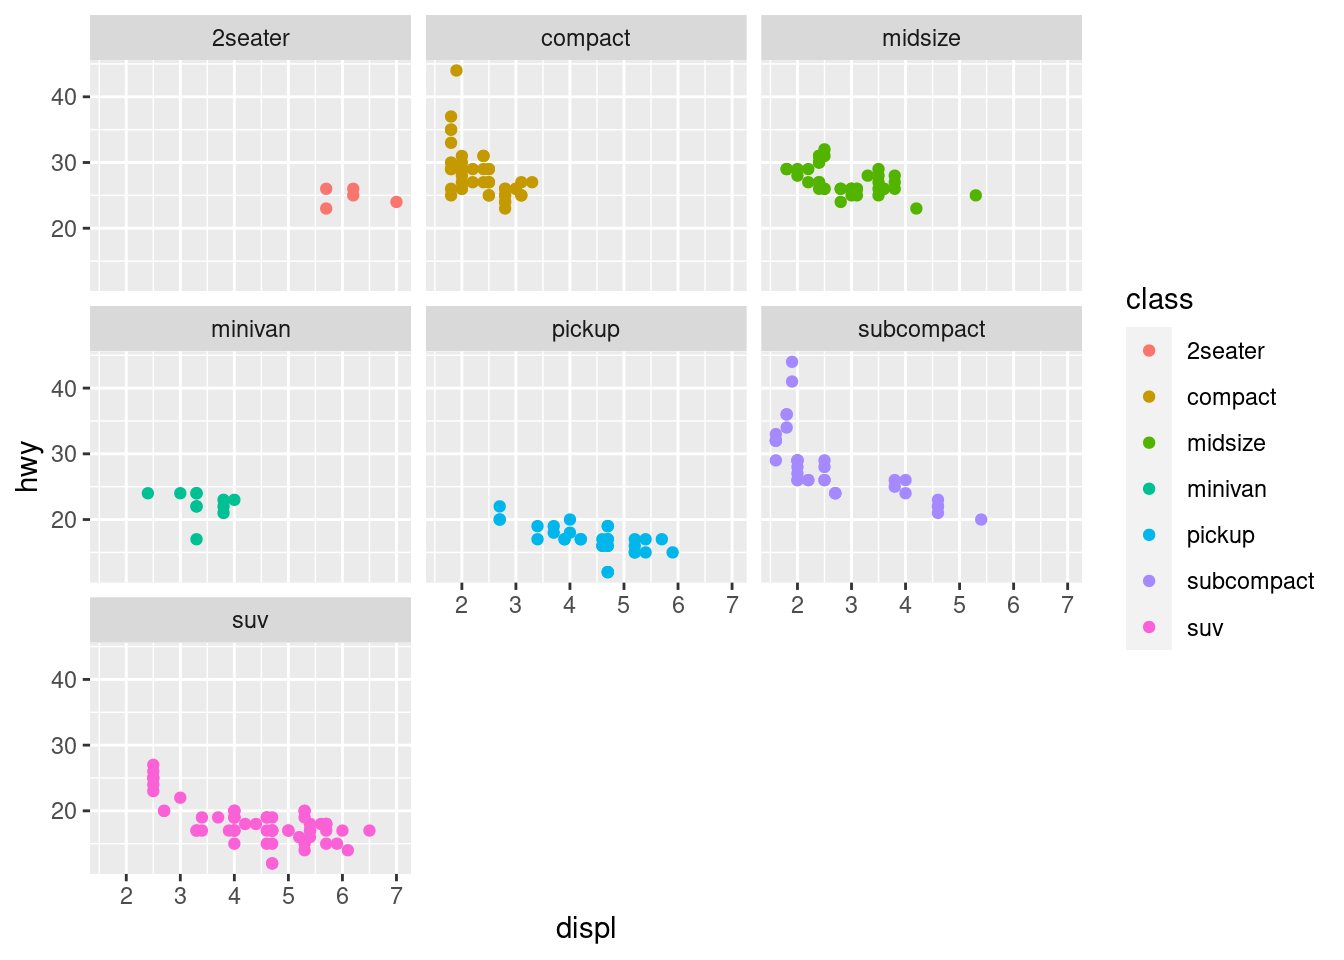 2seater compact midsize
40
30
20
minivan pickup subcompact
40
30
20
2 3 4 5 6 7 2 3 4 5 6 7
suv
40
30
20
2 3 4 5 6 7
displ
hwy
class
2seater
compact
midsize
minivan
pickup
subcompact
suv